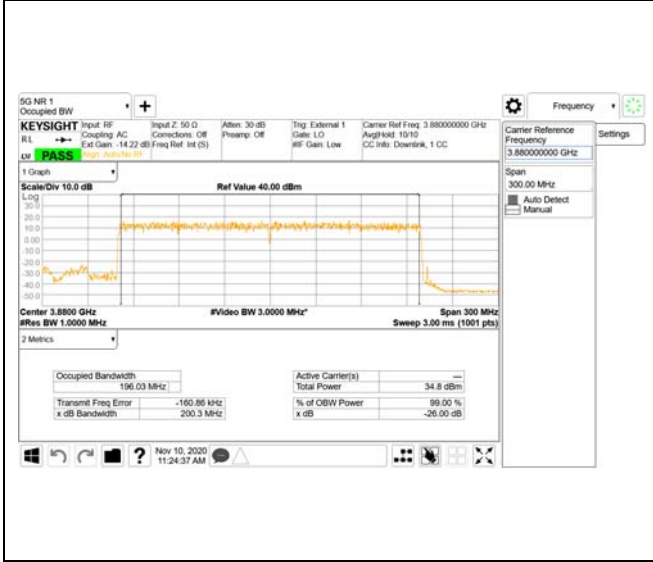 5G NR 1
Occupied BW
Frequency
KEYSIGHT
RL
PASS
Input: RF
Coupling: AC
Ext Gain: -14.22 dB
Align: Auto/No RF
Input Z: 50 Ω
Corrections: Off
Freq Ref: Int (S)
Atten: 30 dB
Preamp: Off
Trig: External 1
Gate: LO
#IF Gain: Low
Carrier Ref Freq: 3.880000000 GHz
Avg|Hold: 10/10
CC Info: Downlink, 1 CC
Carrier Reference
Frequency
3.880000000 GHz
Settings
Span
300.00 MHz
Auto Detect
Manual
1 Graph
Scale/Div 10.0 dB
Ref Value 40.00 dBm
Log
30.0
20.0
10.0
0.00
-10.0
-20.0
-30.0
-40.0
-50.0
Center 3.8800 GHz
#Video BW 3.0000 MHz*
Span 300 MHz
#Res BW 1.0000 MHz
Sweep 3.00 ms (1001 pts)
2 Metrics
Occupied Bandwidth
196.03 MHz
Transmit Freq Error -160.86 kHz
x dB Bandwidth 200.3 MHz
Active Carrier(s) ---
Total Power 34.8 dBm
% of OBW Power 99.00 %
x dB -26.00 dB
Nov 10, 2020
11:24:37 AM